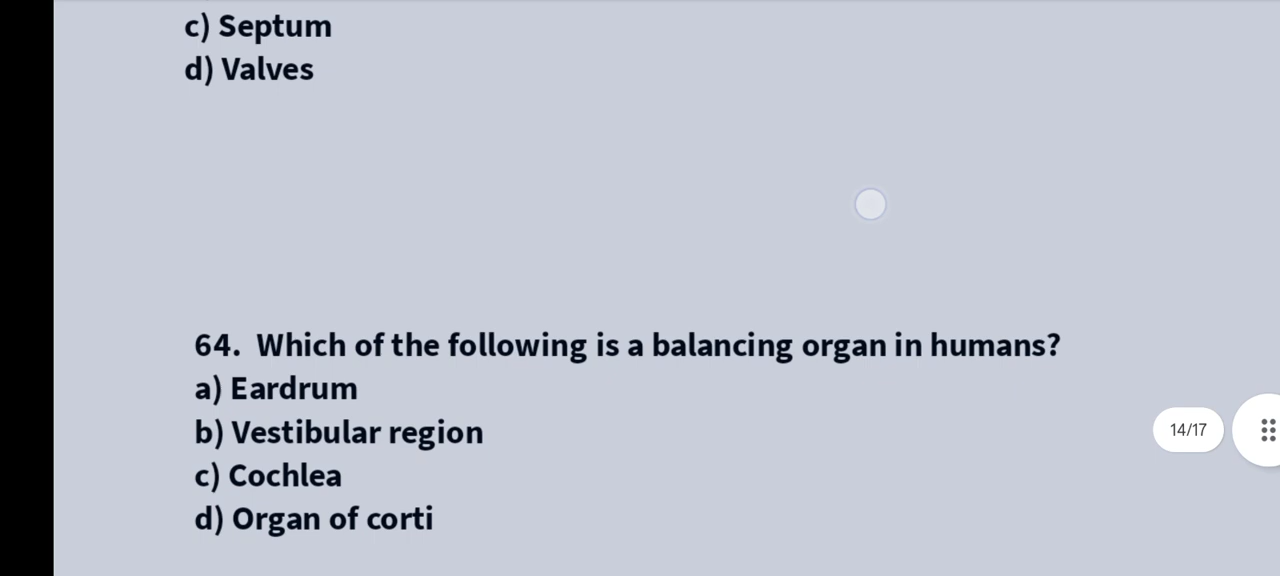 c) Septum
d) Valves
64. Which of the following is a balancing organ in humans?
a) Eardrum
b) Vestibular region
14/17
c) Cochlea
d) Organ of corti